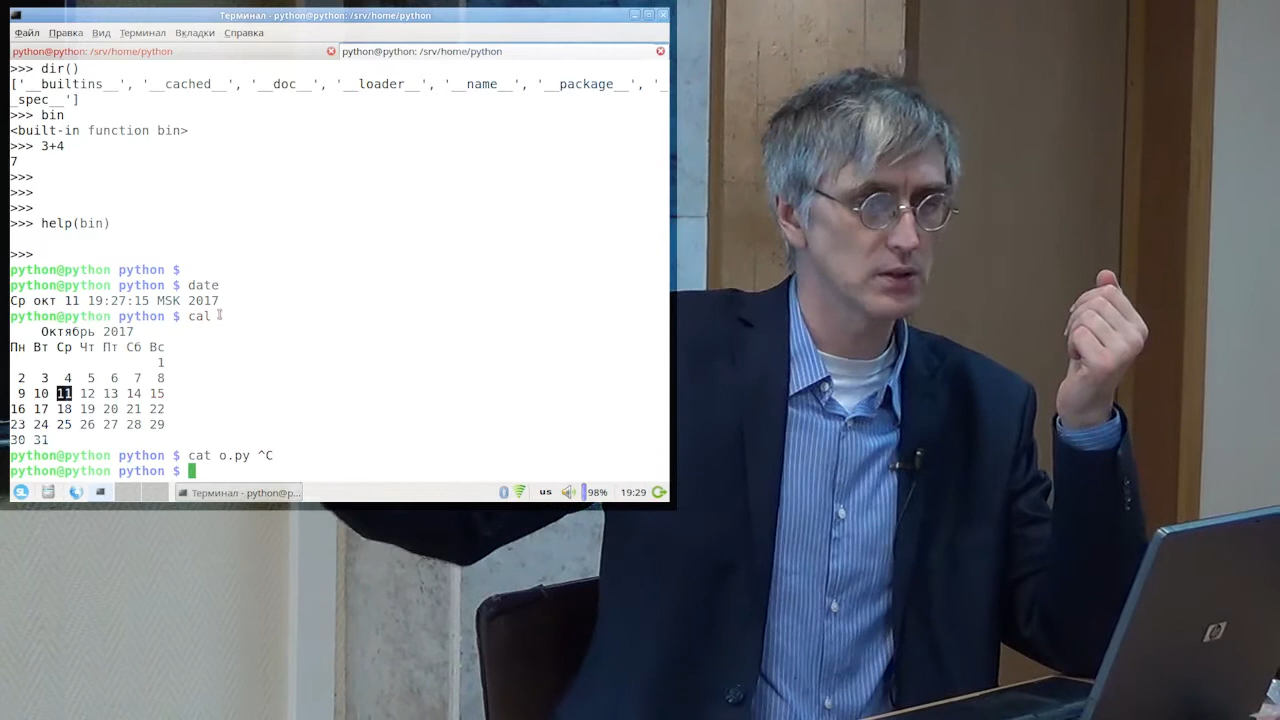 Терминал - python@python: /srv/home/python
Файл Правка Вид Терминал Вкладки Справка
python@python: /srv/home/python python@python: /srv/home/python
>>> dir()
['__builtins__', '__cached__', '__doc__', '__loader__', '__name__', '__package__', '_
_spec__']
>>> bin
<built-in function bin>
>>> 3+4
7
>>>
>>>
>>>
>>> help(bin)
>>>
python@python python $
python@python python $ date
Ср окт 11 19:27:15 MSK 2017
python@python python $ cal
Октябрь 2017
Пн Вт Ср Чт Пт Сб Вс
1
2 3 4 5 6 7 8
9 10 11 12 13 14 15
16 17 18 19 20 21 22
23 24 25 26 27 28 29
30 31
python@python python $ cat o.py ^C
python@python python $
SL Терминал - python@p... us 98% 19:29
hp